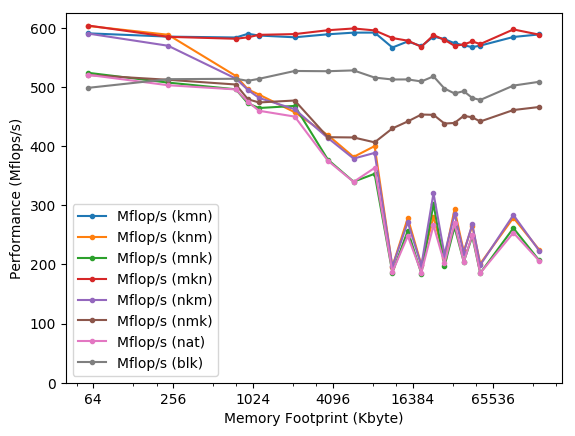 600
500
400
300
200
100
0
Performance (Mflops/s)
Mflop/s (kmn)
Mflop/s (knm)
Mflop/s (mnk)
Mflop/s (mkn)
Mflop/s (nkm)
Mflop/s (nmk)
Mflop/s (nat)
Mflop/s (blk)
64 256 1024 4096 16384 65536
Memory Footprint (Kbyte)